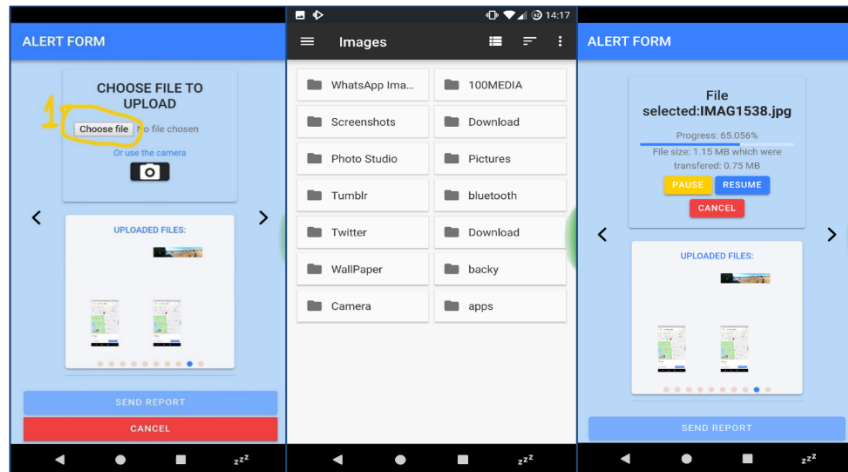 ALERT FORM
CHOOSE FILE TO
UPLOAD
1
Choose file No file chosen
Or use the camera
UPLOADED FILES:
SEND REPORT
CANCEL
zzz
14:17
Images
WhatsApp Ima...
100MEDIA
Screenshots
Download
Photo Studio
Pictures
Tumblr
bluetooth
Twitter
Download
WallPaper
backy
Camera
apps
zzz
ALERT FORM
File
selected:IMAG1538.jpg
Progress: 65.056%
File size: 1.15 MB which were
transfered: 0.75 MB
PAUSE
RESUME
CANCEL
UPLOADED FILES:
SEND REPORT
zzz